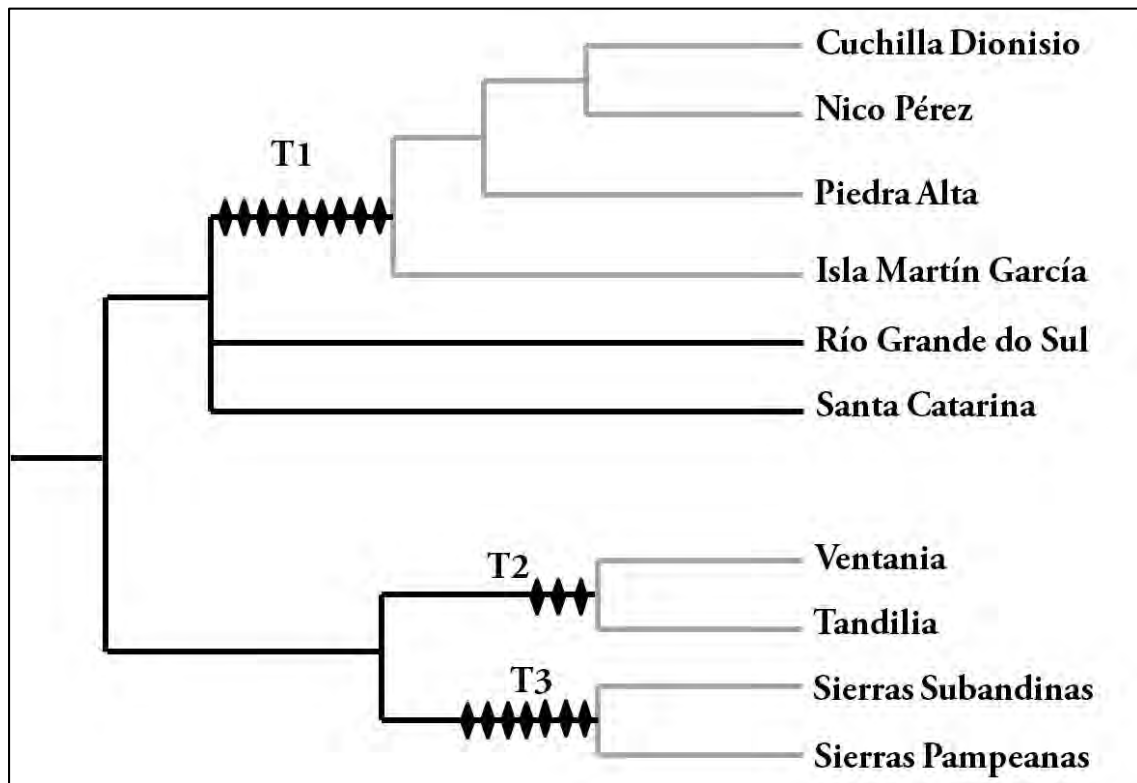 Cuchilla Dionisio
Nico Pérez
T1
Piedra Alta
Isla Martín García
Río Grande do Sul
Santa Catarina
Ventania
T2
Tandilia
T3
Sierras Subandinas
Sierras Pampeanas